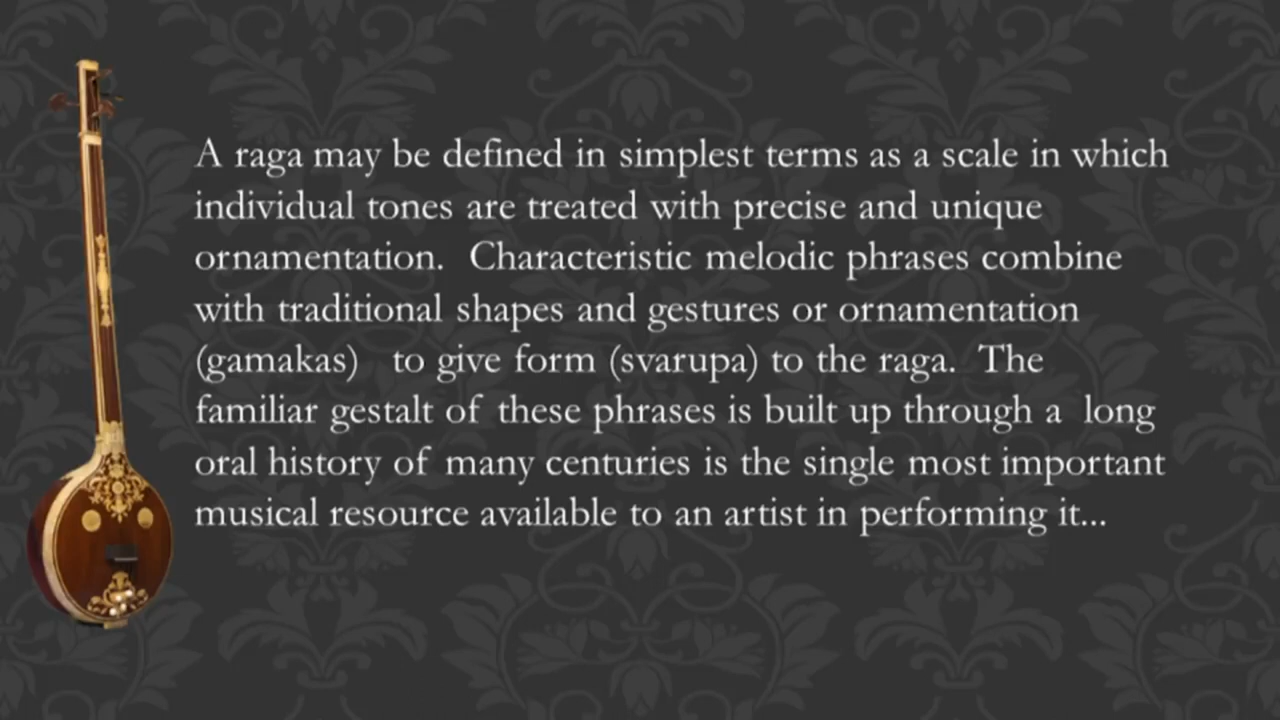 A raga may be defined in simplest terms as a scale in which
individual tones are treated with precise and unique
ornamentation.  Characteristic melodic phrases combine
with traditional shapes and gestures or ornamentation
(gamakas)   to give form (svarupa) to the raga.  The
familiar gestalt of these phrases is built up through a  long
oral history of many centuries is the single most important
musical resource available to an artist in performing it...